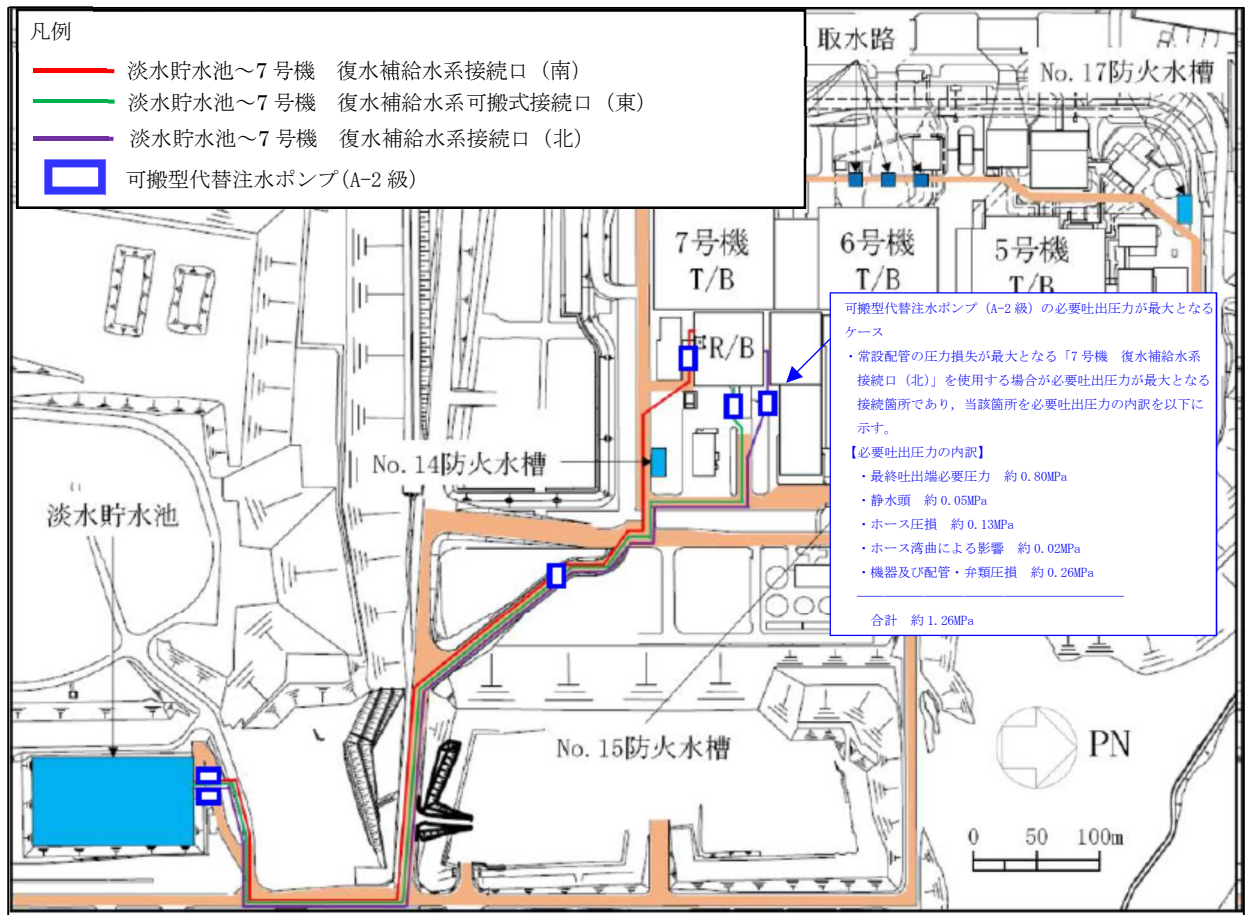 凡例
淡水貯水池～7 号機　復水補給水系接続口（南）
淡水貯水池～7 号機　復水補給水系可搬式接続口（東）
淡水貯水池～7 号機　復水補給水系接続口（北）
可搬型代替注水ポンプ(A-2 級)
取水路
No.17防火水槽
7号機
T/B
6号機
T/B
5号機
T/B
R/B
可搬型代替注水ポンプ（A-2 級）の必要吐出圧力が最大となる
ケース
・常設配管の圧力損失が最大となる「7 号機　復水補給水系
接続口（北）」を使用する場合が必要吐出圧力が最大となる
接続箇所であり，当該箇所を必要吐出圧力の内訳を以下に
示す。
【必要吐出圧力の内訳】
・最終吐出端必要圧力　約 0.80MPa
・静水頭　約 0.05MPa
・ホース圧損　約 0.13MPa
・ホース湾曲による影響　約 0.02MPa
・機器及び配管・弁類圧損　約 0.26MPa
合計　約 1.26MPa
No.14防火水槽
淡水貯水池
No.15防火水槽
PN
0 50 100m